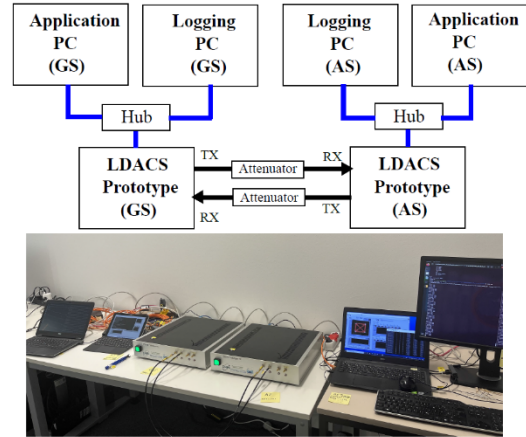 Application
PC
(GS)
Logging
PC
(GS)
Logging
PC
(AS)
Application
PC
(AS)
Hub
Hub
LDACS
Prototype
(GS)
TX
Attenuator
RX
RX
Attenuator
TX
LDACS
Prototype
(AS)